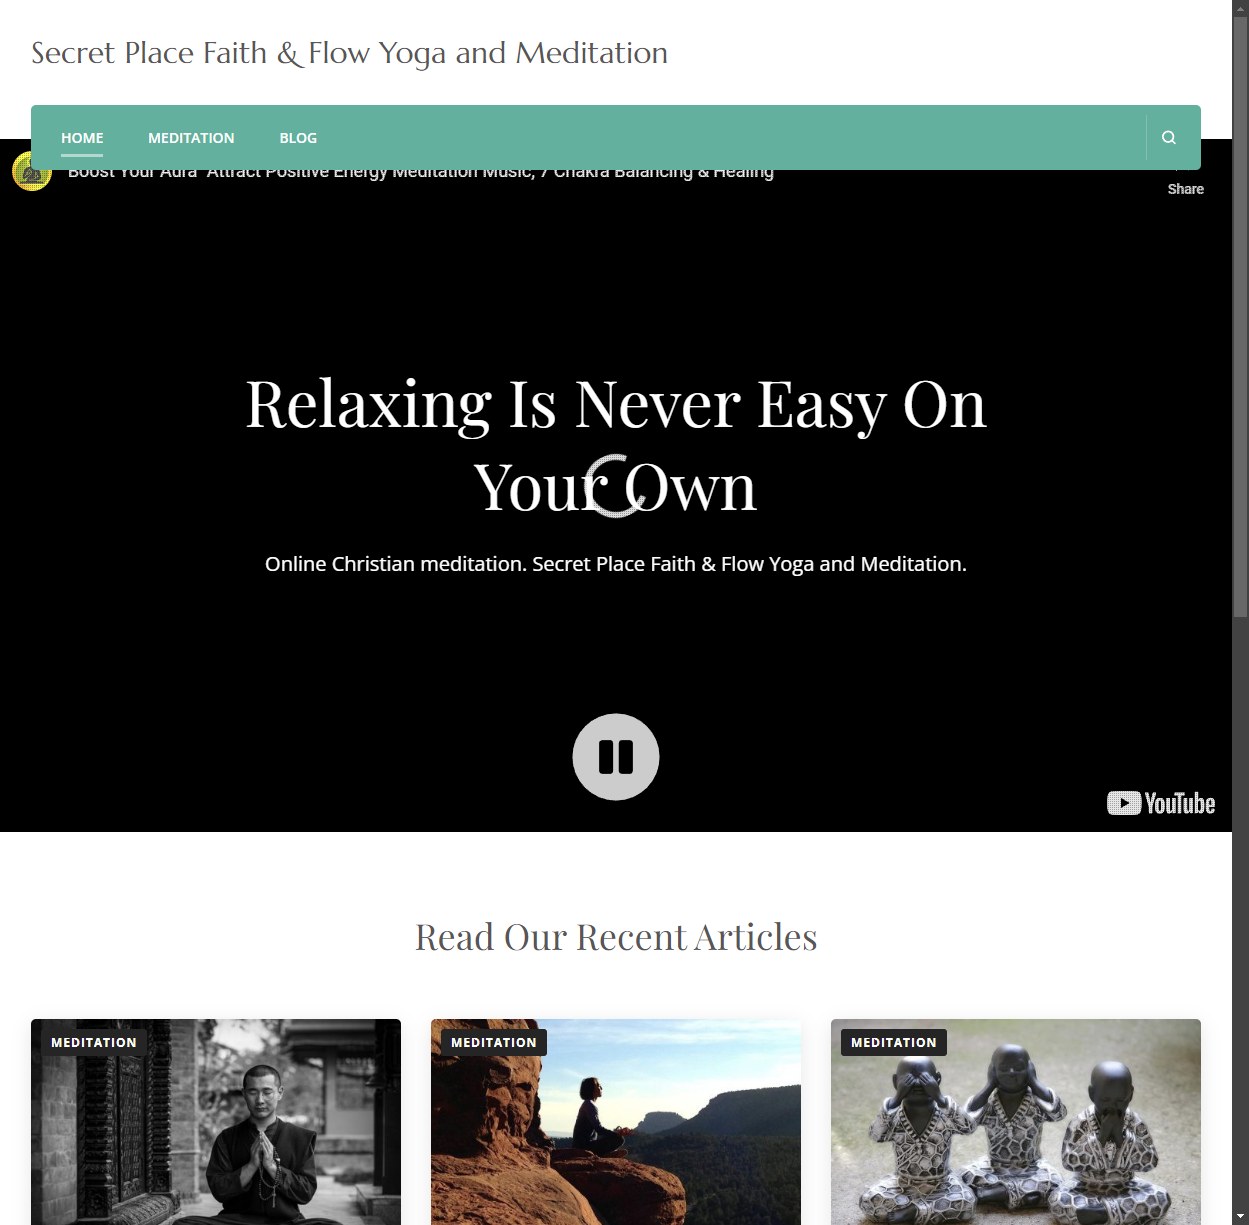 Secret Place Faith & Flow Yoga and Meditation
HOME MEDITATION BLOG
Boost Your Aura" Attract Positive Energy Meditation Music, 7 Chakra Balancing & Healing
Share
Relaxing Is Never Easy On
Your Own
Online Christian meditation. Secret Place Faith & Flow Yoga and Meditation.
YouTube
Read Our Recent Articles
MEDITATION
MEDITATION
MEDITATION